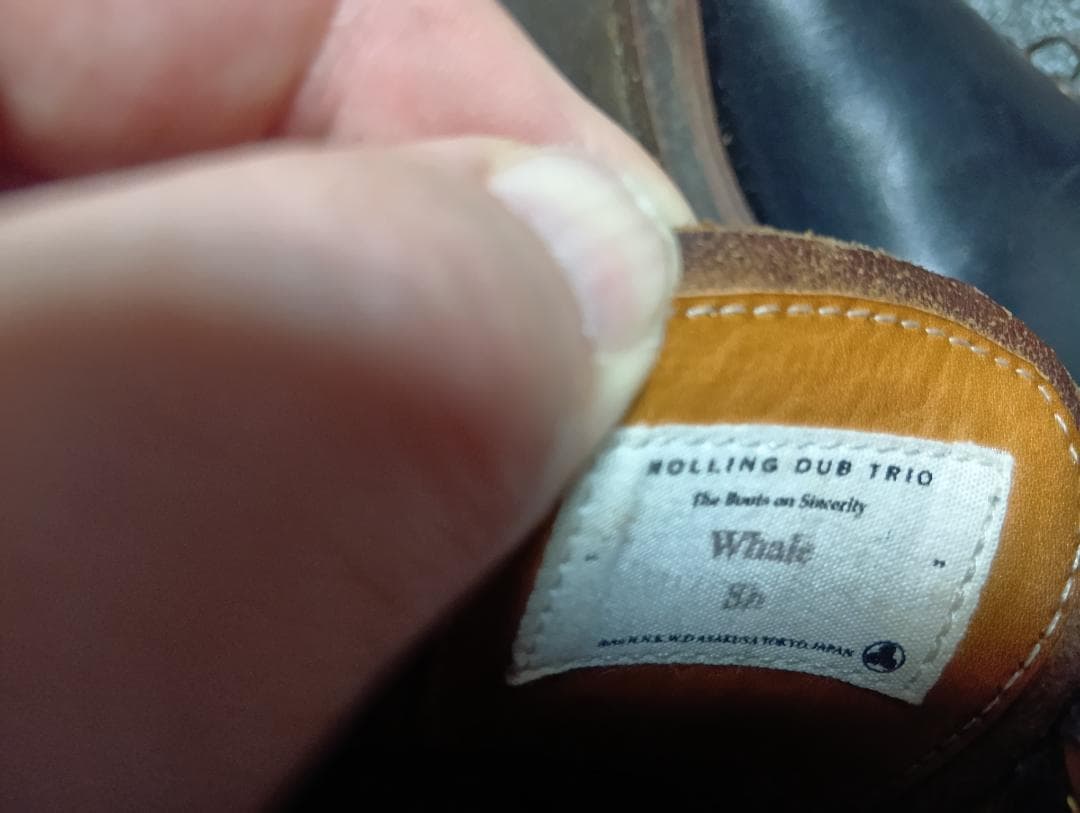 ROLLING DUB TRIO
The Boots on Sincerity
" Whale "
W.D ASAKUSA TOKYO JAPAN